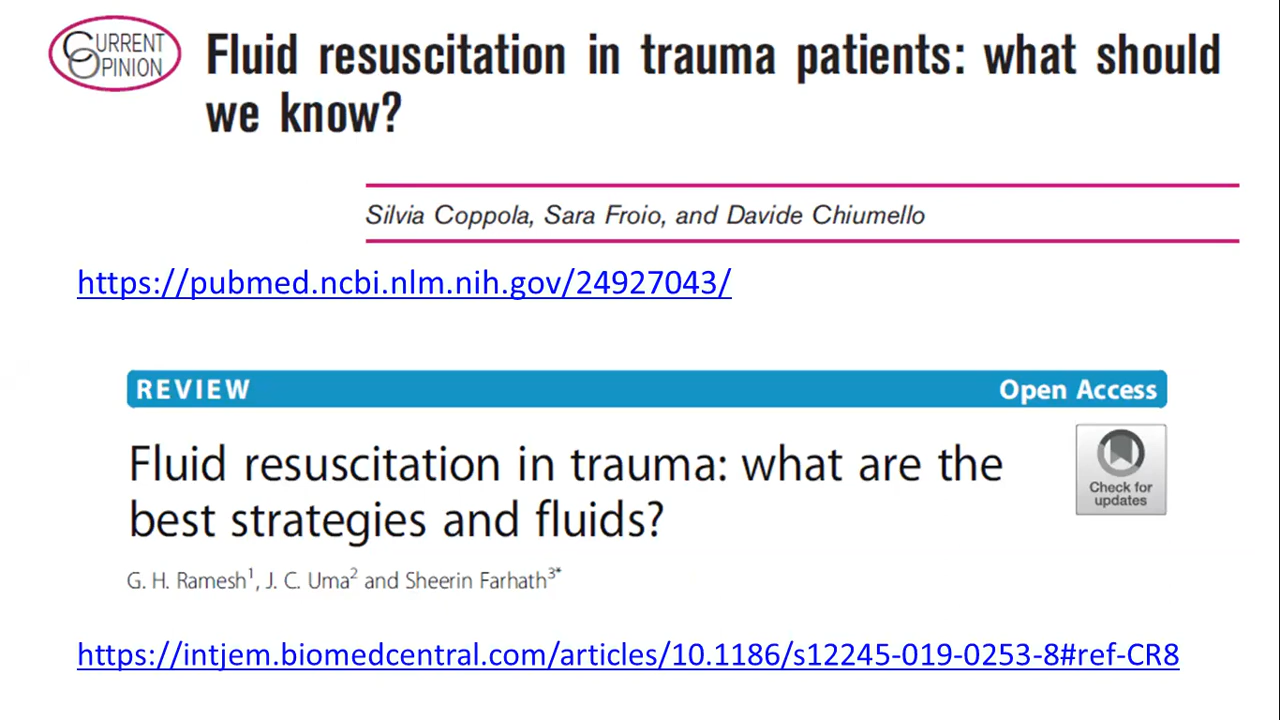 CURRENT
OPINION
Fluid resuscitation in trauma patients: what should
we know?
Silvia Coppola, Sara Froio, and Davide Chiumello
https://pubmed.ncbi.nlm.nih.gov/24927043/
REVIEW Open Access
Fluid resuscitation in trauma: what are the
best strategies and fluids?
Check for
updates
G. H. Ramesh1, J. C. Uma2 and Sheerin Farhath3*
https://intjem.biomedcentral.com/articles/10.1186/s12245-019-0253-8#ref-CR8